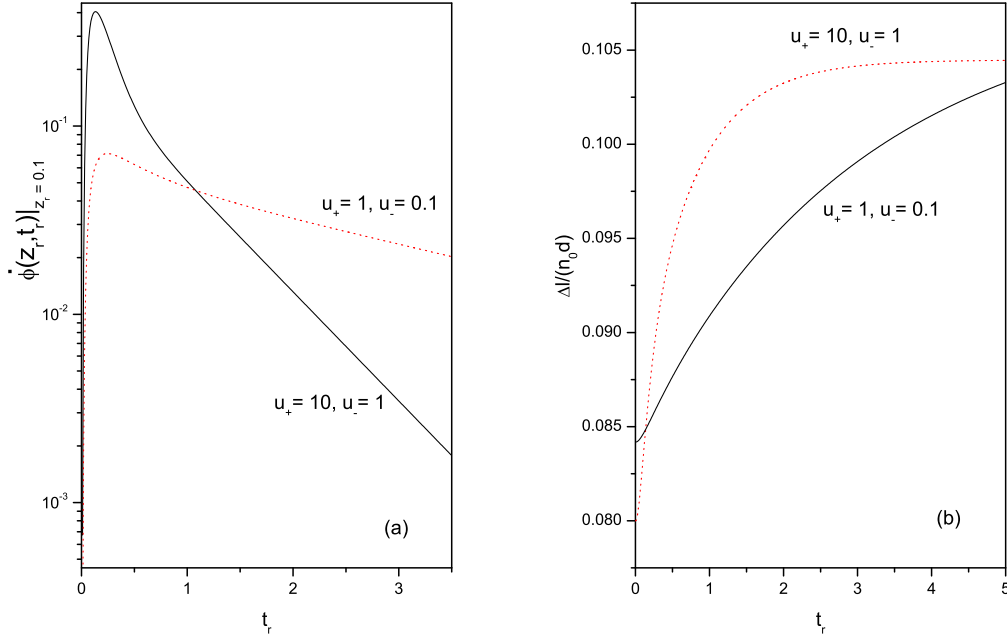 10⁻¹
10⁻²
10⁻³
ϕ̇(z_r,t_r)|_{z_r = 0.1}
u₊= 1, u₋= 0.1
u₊= 10, u₋= 1
(a)
0 1 2 3
t_r
0.105
0.100
0.095
0.090
0.085
0.080
Δl/(n₀d)
u₊= 10, u₋= 1
u₊= 1, u₋= 0.1
(b)
0 1 2 3 4 5
t_r